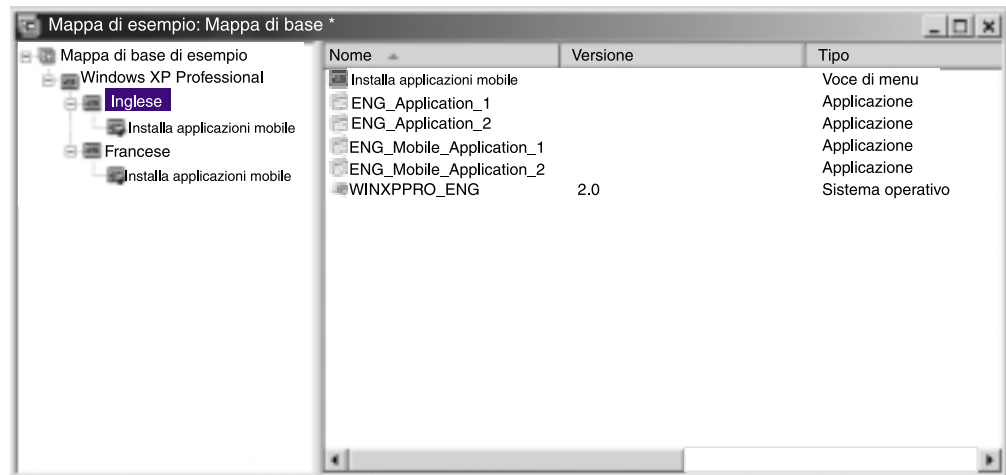 Mappa di esempio: Mappa di base *
Mappa di base di esempio
Windows XP Professional
Inglese
Installa applicazioni mobile
Francese
Installa applicazioni mobile
Nome Versione Tipo
Installa applicazioni mobile Voce di menu
ENG_Application_1 Applicazione
ENG_Application_2 Applicazione
ENG_Mobile_Application_1 Applicazione
ENG_Mobile_Application_2 Applicazione
WINXPPRO_ENG 2.0 Sistema operativo